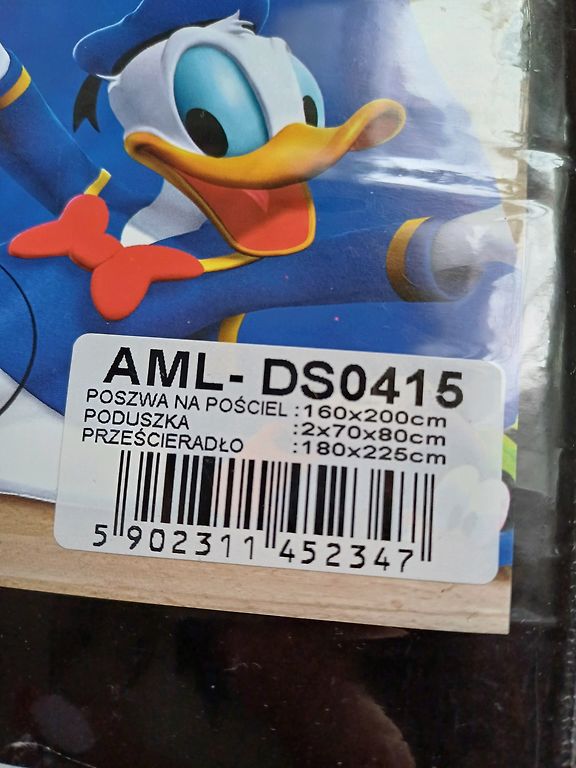 AML- DS0415
POSZWA NA POŚCIEL :160x200cm
PODUSZKA :2x70x80cm
PRZEŚCIERADŁO :180x225cm
5 902311 452347